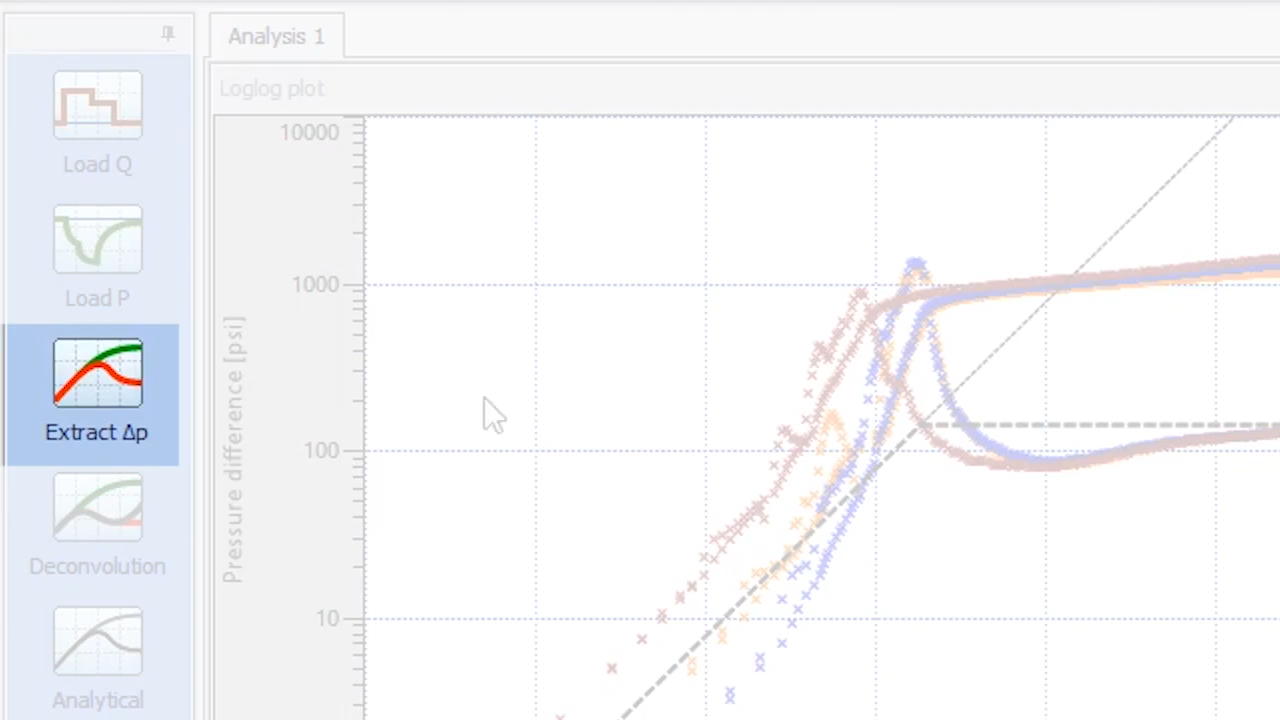 Analysis 1
Load Q
Load P
Extract Δp
Deconvolution
Analytical
Loglog plot
Pressure difference [psi]
10000
1000
100
10